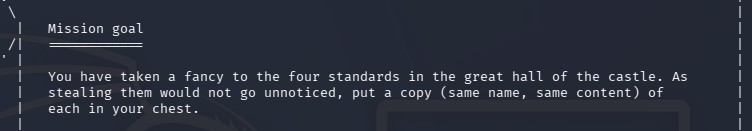 Mission goal
============
You have taken a fancy to the four standards in the great hall of the castle. As
stealing them would not go unnoticed, put a copy (same name, same content) of
each in your chest.